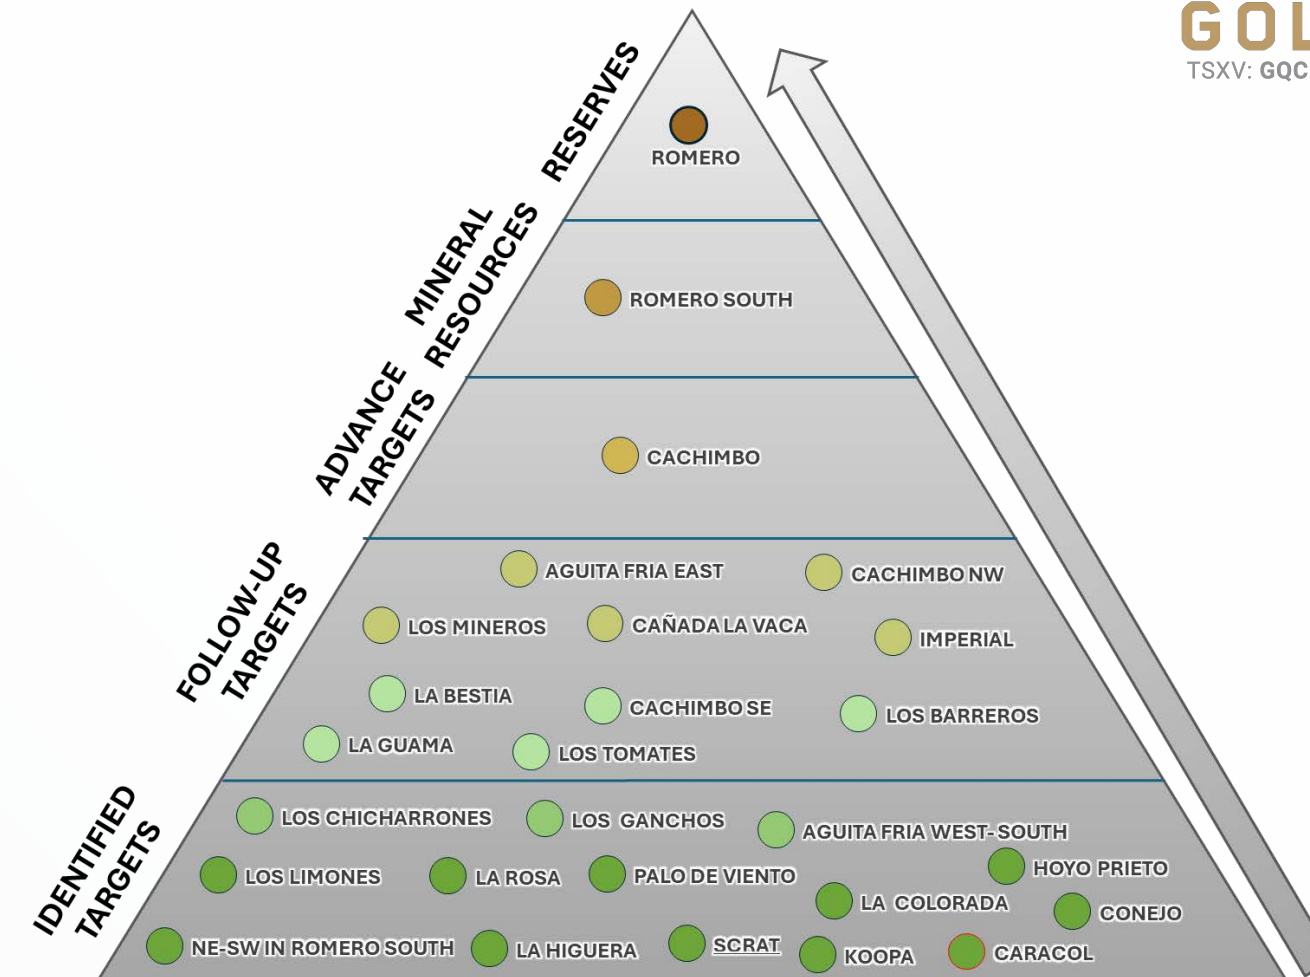 GOL
TSXV: GQC
RESERVES
ROMERO
MINERAL
RESOURCES
ROMERO SOUTH
ADVANCE
TARGETS
CACHIMBO
FOLLOW-UP
TARGETS
AGUITA FRIA EAST
CACHIMBO NW
LOS MINEROS
CAÑADA LA VACA
IMPERIAL
LA BESTIA
CACHIMBO SE
LOS BARREROS
LA GUAMA
LOS TOMATES
IDENTIFIED
TARGETS
LOS CHICHARRONES
LOS GANCHOS
AGUITA FRIA WEST-SOUTH
LOS LIMONES
LA ROSA
PALO DE VIENTO
HOYO PRIETO
LA COLORADA
CONEJO
NE-SW IN ROMERO SOUTH
LA HIGUERA
SCRAT
KOOPA
CARACOL